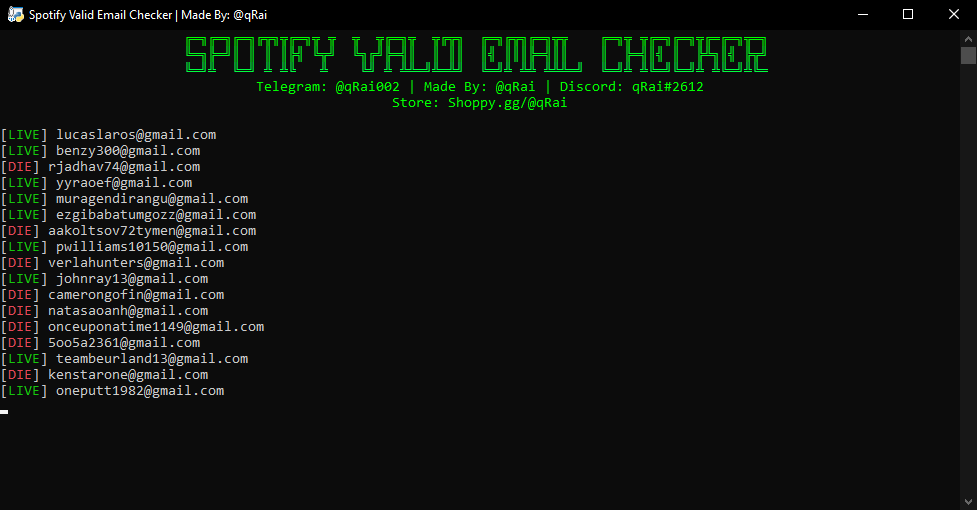 Spotify Valid Email Checker | Made By: @qRai
SPOTIFY VALID EMAIL CHECKER
Telegram: @qRai002 | Made By: @qRai | Discord: qRai#2612
Store: Shoppy.gg/@qRai
[LIVE] lucaslaros@gmail.com
[LIVE] benzy300@gmail.com
[DIE] rjadhav74@gmail.com
[LIVE] yyraoef@gmail.com
[LIVE] muragendirangu@gmail.com
[LIVE] ezgibabatumgozz@gmail.com
[DIE] aakoltsov72tymen@gmail.com
[LIVE] pwilliams10150@gmail.com
[DIE] verlahunters@gmail.com
[LIVE] johnray13@gmail.com
[DIE] camerongofin@gmail.com
[DIE] natasaoanh@gmail.com
[DIE] onceuponatime1149@gmail.com
[DIE] 5oo5a2361@gmail.com
[LIVE] teambeurland13@gmail.com
[DIE] kenstarone@gmail.com
[LIVE] oneputt1982@gmail.com